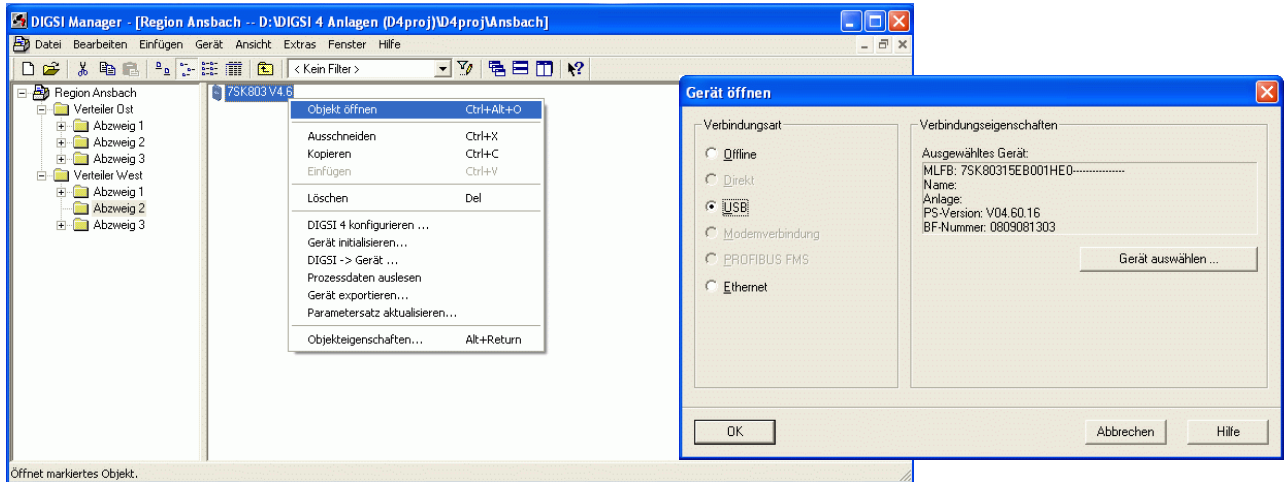 DIGSI Manager - [Region Ansbach -- D:\DIGSI 4 Anlagen (D4proj)\D4proj\Ansbach]
Datei Bearbeiten Einfügen Gerät Ansicht Extras Fenster Hilfe
< Kein Filter >
Region Ansbach
Verteiler Ost
Abzweig 1
Abzweig 2
Abzweig 3
Verteiler West
Abzweig 1
Abzweig 2
Abzweig 3
7SK803 V4.6
Objekt öffnen Ctrl+Alt+O
Ausschneiden Ctrl+X
Kopieren Ctrl+C
Einfügen Ctrl+V
Löschen Del
DIGSI 4 konfigurieren ...
Gerät initialisieren...
DIGSI -> Gerät ...
Prozessdaten auslesen
Gerät exportieren...
Parametersatz aktualisieren...
Objekteigenschaften... Alt+Return
Öffnet markiertes Objekt.
Gerät öffnen
Verbindungsart
Offline
Direkt
USB
Modemverbindung
PROFIBUS FMS
Ethernet
Verbindungseigenschaften
Ausgewähltes Gerät:
MLFB: 7SK80315EB001HE0---------------
Name:
Anlage:
PS-Version: V04.60.16
BF-Nummer: 0809081303
Gerät auswählen ...
OK
Abbrechen
Hilfe